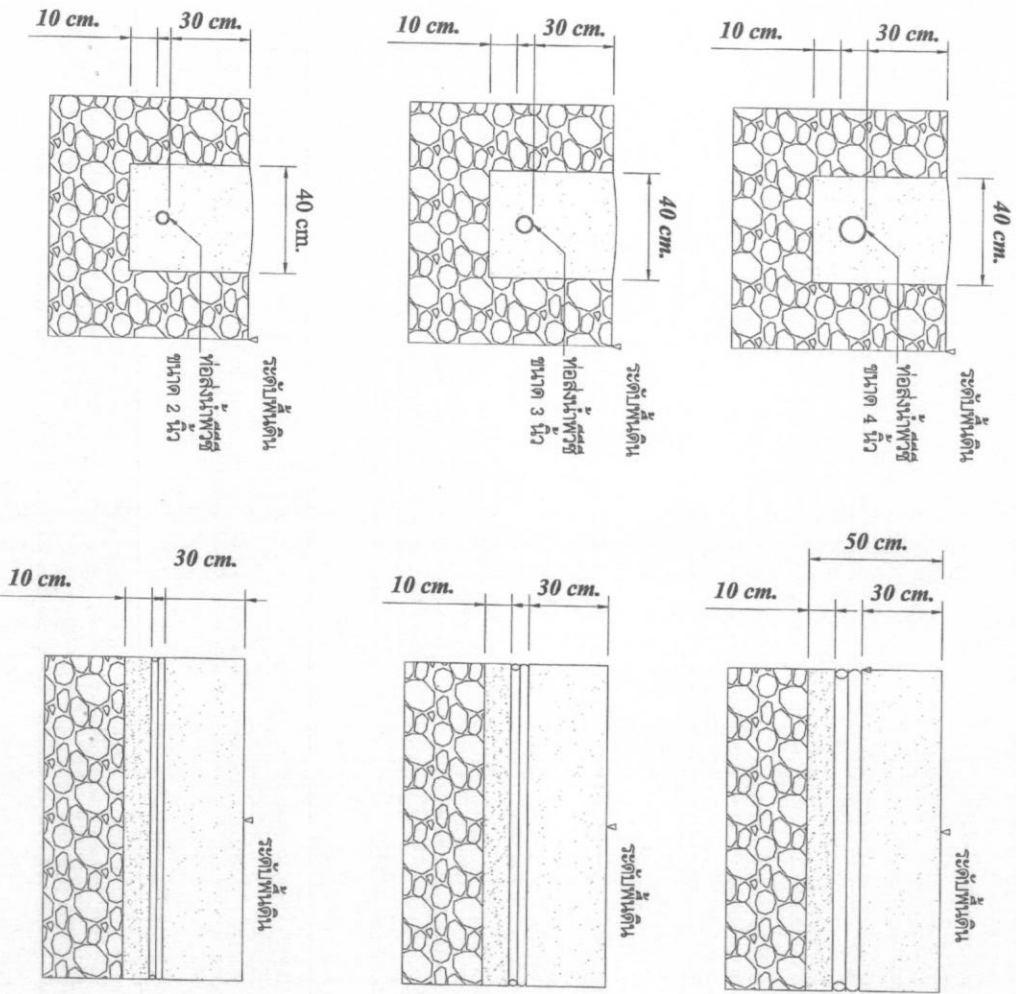 10 cm.
30 cm.
40 cm.
ระดับพื้นดิน
ท่อส่งน้ำพีวีซี
ขนาด 2 นิ้ว
10 cm.
30 cm.
40 cm.
ระดับพื้นดิน
ท่อส่งน้ำพีวีซี
ขนาด 3 นิ้ว
10 cm.
30 cm.
40 cm.
ระดับพื้นดิน
ท่อส่งน้ำพีวีซี
ขนาด 4 นิ้ว
30 cm.
10 cm.
ระดับพื้นดิน
10 cm.
30 cm.
ระดับพื้นดิน
50 cm.
10 cm.
30 cm.
ระดับพื้นดิน